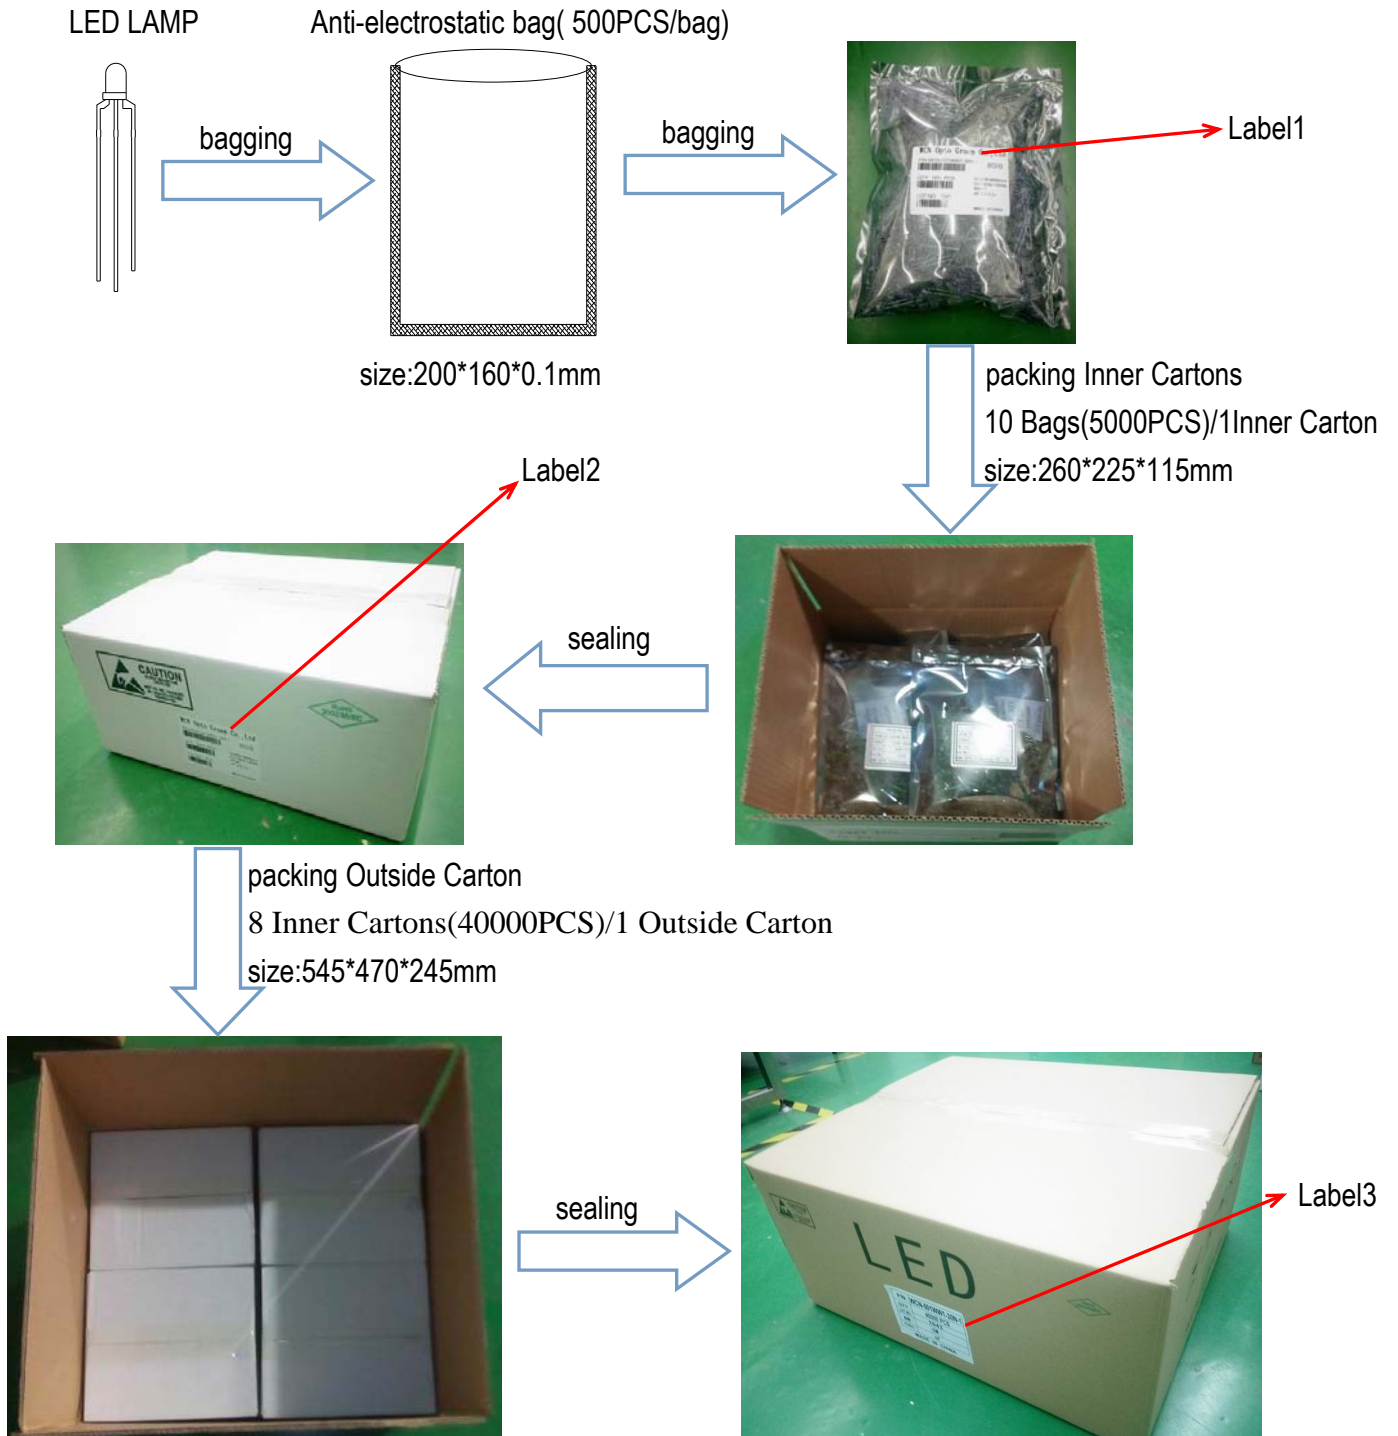 LED LAMP
Anti-electrostatic bag( 500PCS/bag)
bagging
bagging
Label1
size:200*160*0.1mm
packing Inner Cartons
10 Bags(5000PCS)/1Inner Carton
size:260*225*115mm
Label2
sealing
CAUTION
packing Outside Carton
8 Inner Cartons(40000PCS)/1 Outside Carton
size:545*470*245mm
sealing
Label3
LED